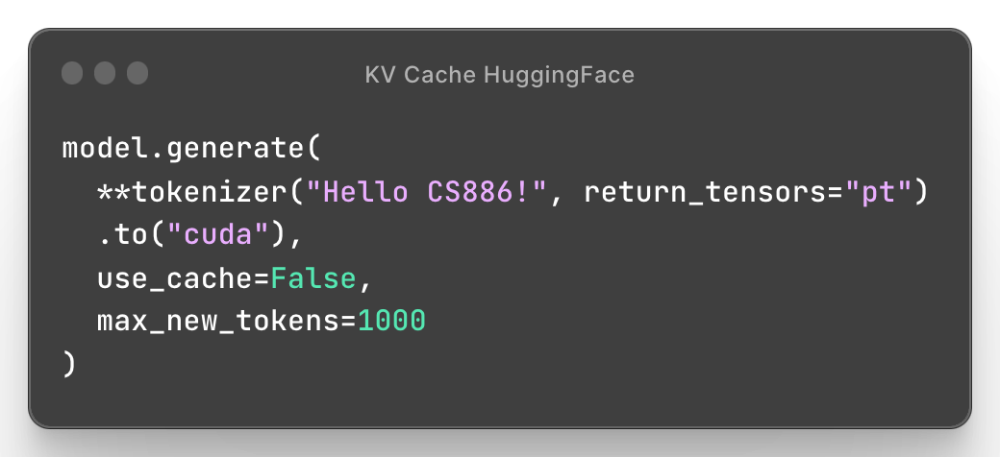 KV Cache HuggingFace
model.generate(
  **tokenizer("Hello CS886!", return_tensors="pt")
  .to("cuda"),
  use_cache=False,
  max_new_tokens=1000
)